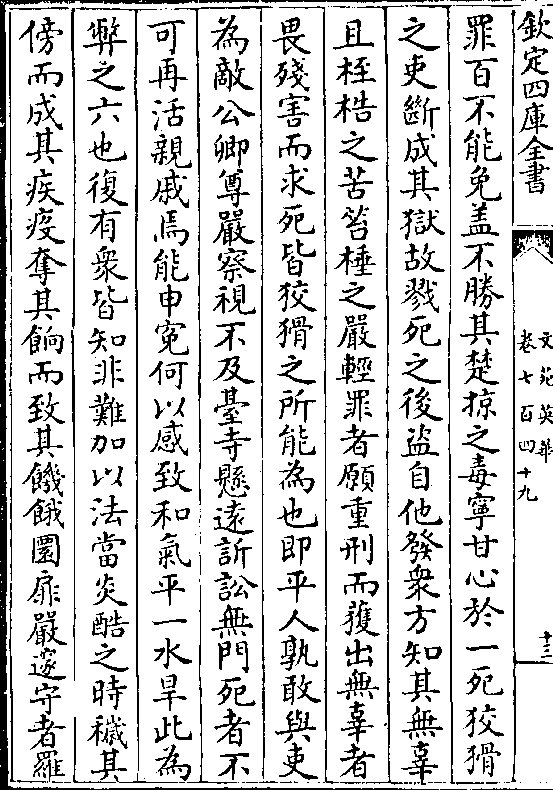 欽定四庫全書
文苑英華
卷七百四十九
十三
罪百不能免盖不勝其楚掠之毒寧甘心於一死狡猾
之吏斷成其獄故戮死之後盜自他發衆方知其無辜
且桎梏之苦笞棰之嚴輕罪者願重刑而獲出無辜者
畏殘害而求死皆狡猾之所能為也即平人孰敢與吏
為敵公卿尊嚴察視不及臺寺懸遠訴訟無門死者不
可再活親戚焉能申寃何以感致和氣平一水旱此為
弊之六也復有衆皆知非難加以法當炎酷之時穢其
傍而成其疾疫奪其餉而致其饑餓圜扉嚴邃守者羅